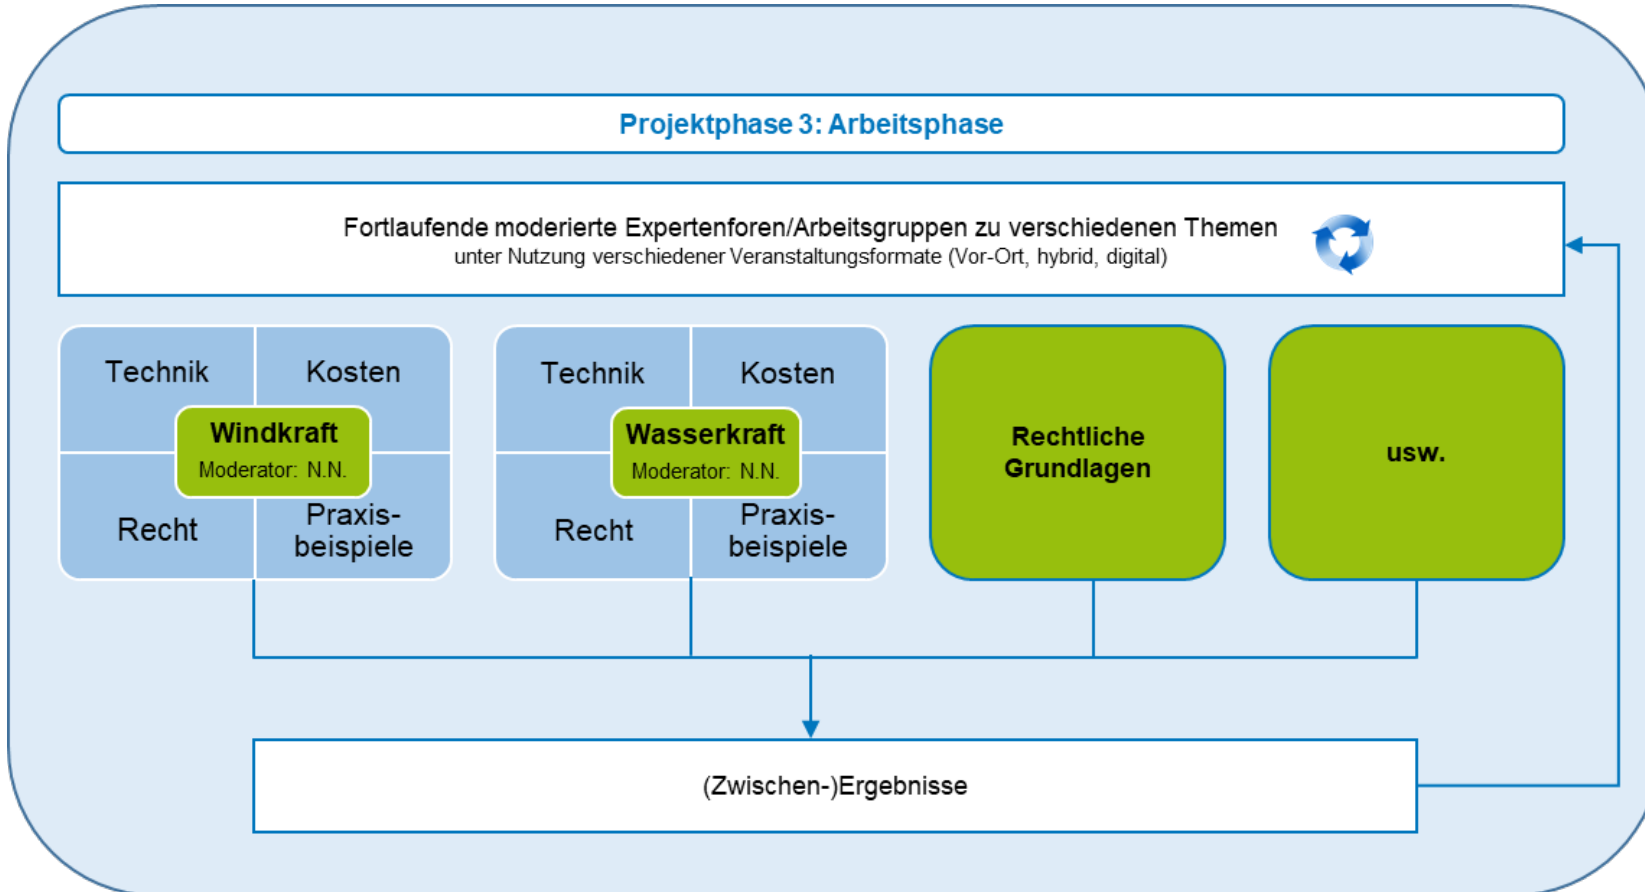 Projektphase 3: Arbeitsphase
Fortlaufende moderierte Expertenforen/Arbeitsgruppen zu verschiedenen Themen
unter Nutzung verschiedener Veranstaltungsformate (Vor-Ort, hybrid, digital)
Technik
Kosten
Windkraft
Moderator: N.N.
Recht
Praxis-
beispiele
Technik
Kosten
Wasserkraft
Moderator: N.N.
Recht
Praxis-
beispiele
Rechtliche
Grundlagen
usw.
(Zwischen-)Ergebnisse